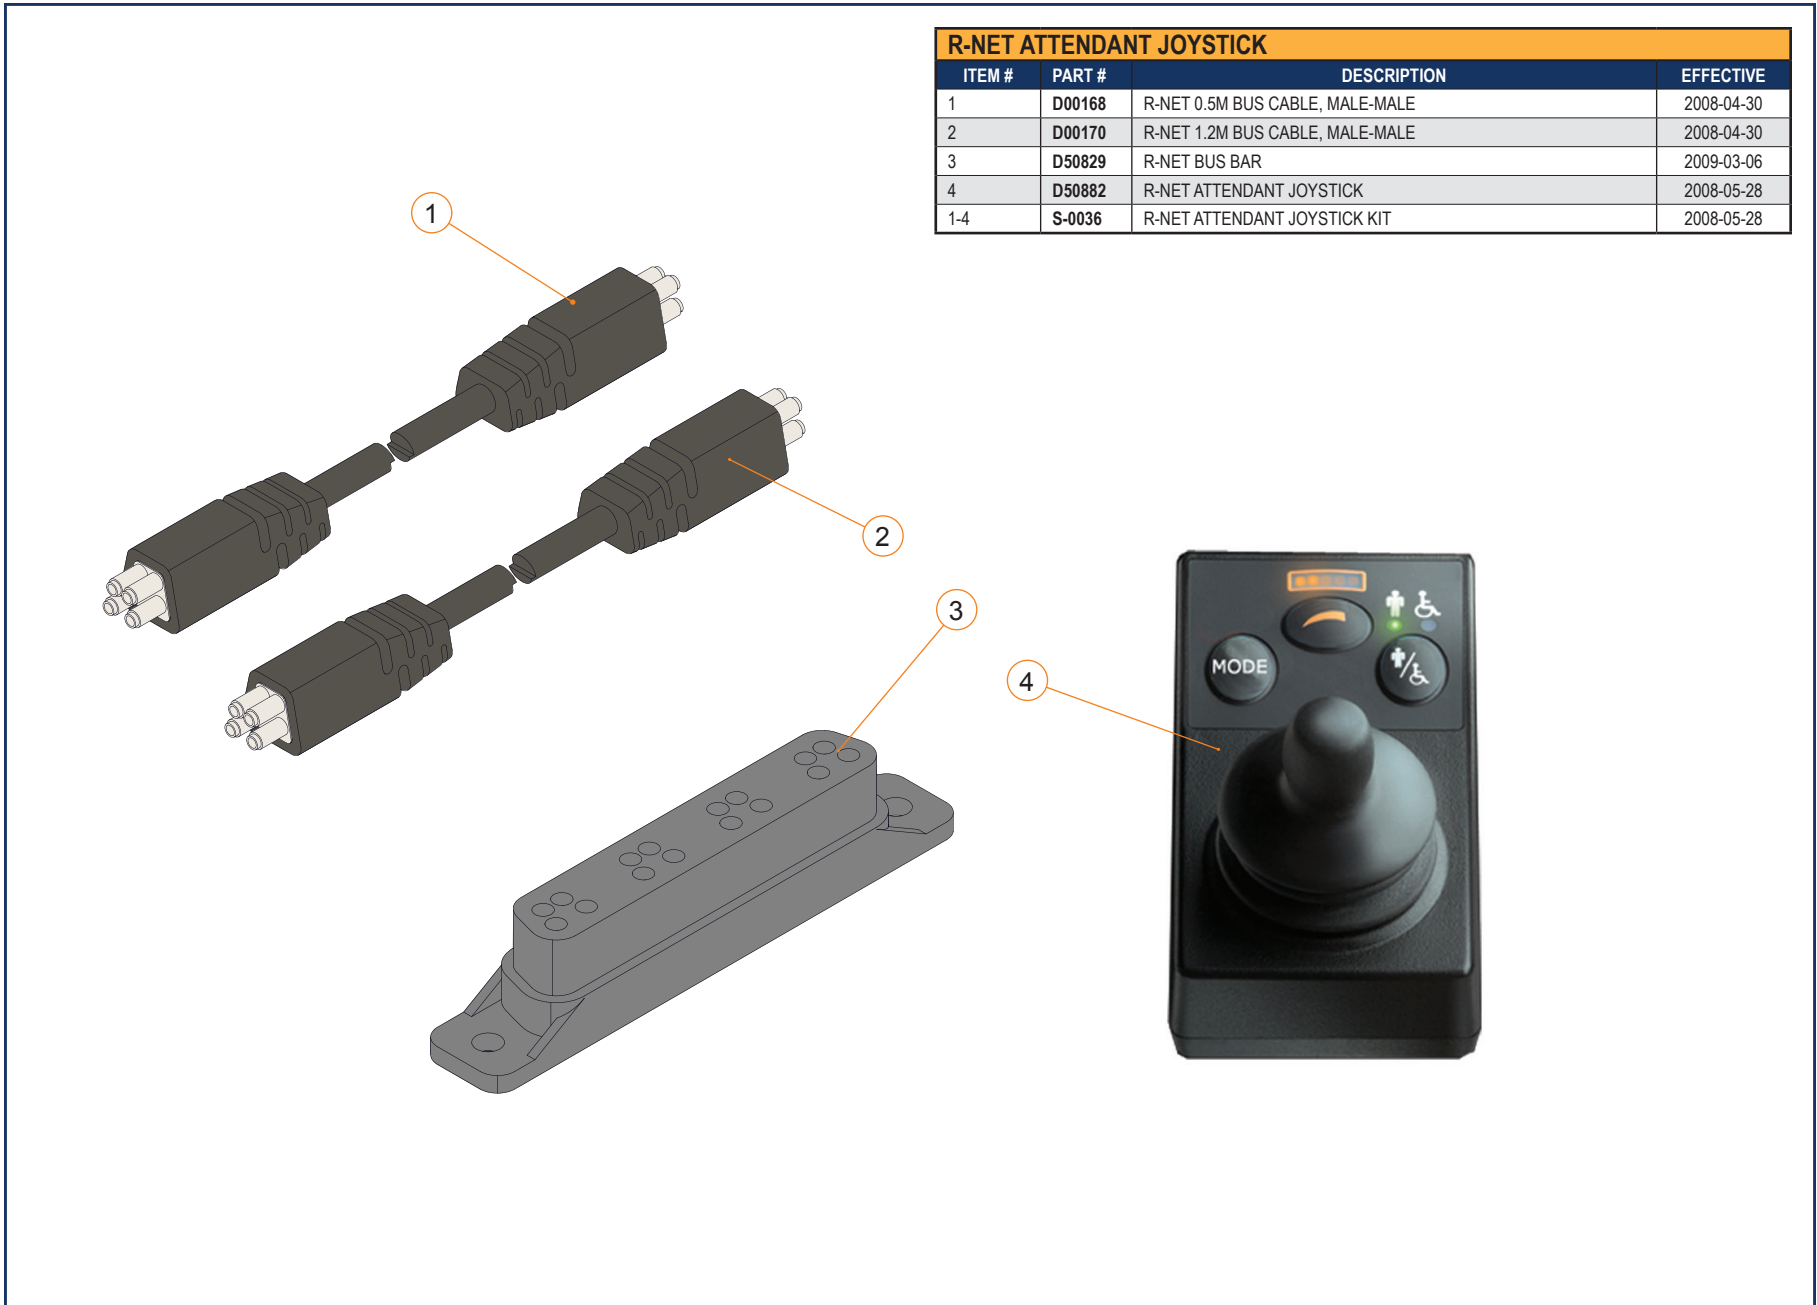 R-NET ATTENDANT JOYSTICK
ITEM # PART # DESCRIPTION EFFECTIVE
1 D00168 R-NET 0.5M BUS CABLE, MALE-MALE 2008-04-30
2 D00170 R-NET 1.2M BUS CABLE, MALE-MALE 2008-04-30
3 D50829 R-NET BUS BAR 2009-03-06
4 D50882 R-NET ATTENDANT JOYSTICK 2008-05-28
1-4 S-0036 R-NET ATTENDANT JOYSTICK KIT 2008-05-28
1
2
3
4
MODE